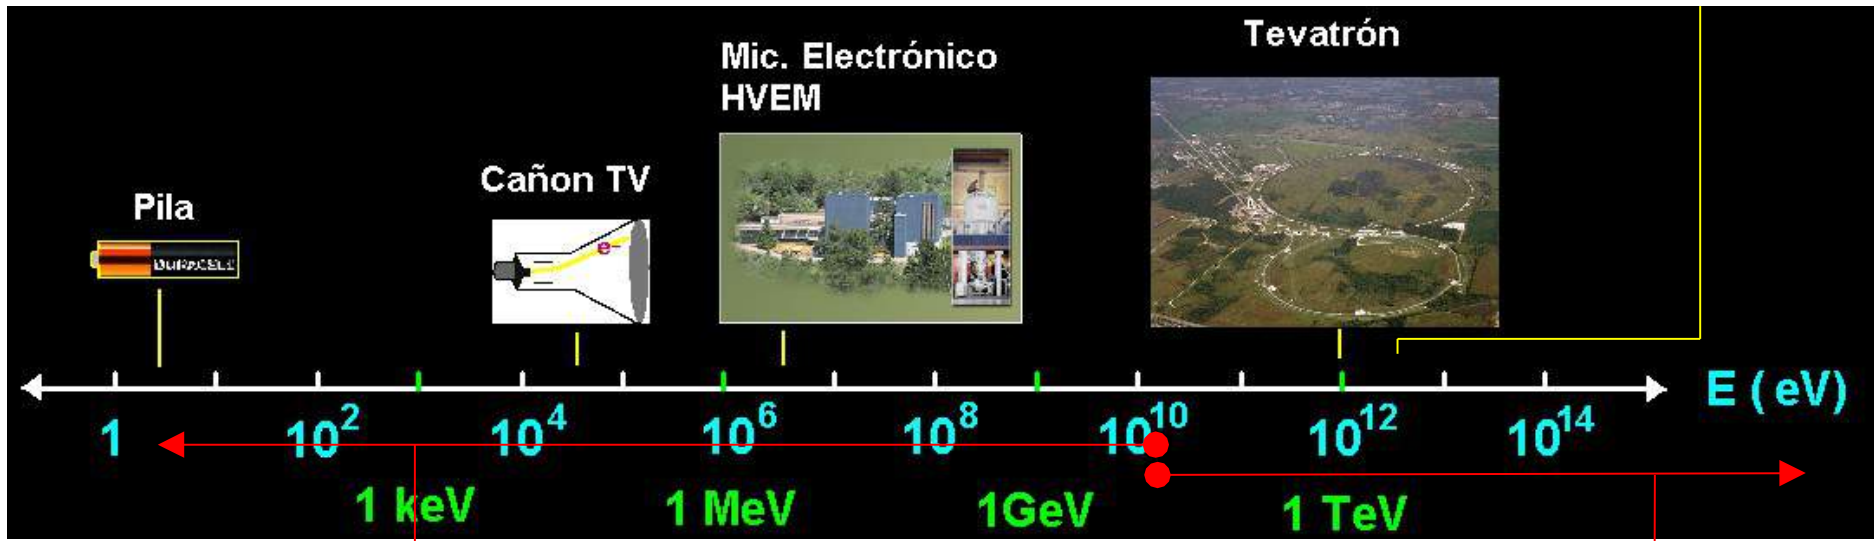 Tevatrón
Mic. Electrónico
HVEM
Cañon TV
Pila
DURACELL
e-
E ( eV)
1 10² 10⁴ 10⁶ 10⁸ 10¹⁰ 10¹² 10¹⁴
1 keV 1 MeV 1GeV 1 TeV